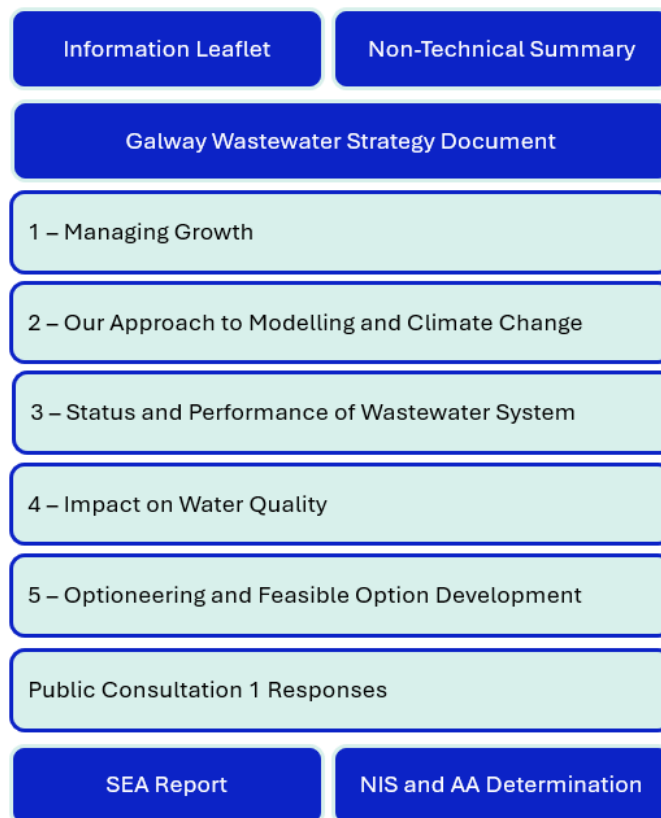 Information Leaflet
Non-Technical Summary
Galway Wastewater Strategy Document
1 – Managing Growth
2 – Our Approach to Modelling and Climate Change
3 – Status and Performance of Wastewater System
4 – Impact on Water Quality
5 – Optioneering and Feasible Option Development
Public Consultation 1 Responses
SEA Report
NIS and AA Determination